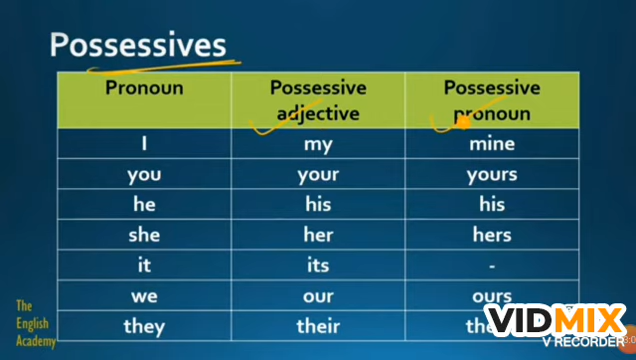 Possessives
Pronoun Possessive adjective Possessive pronoun
I my mine
you your yours
he his his
she her hers
it its -
we our ours
they their
The
English
Academy
VIDMIX
V RECORDER